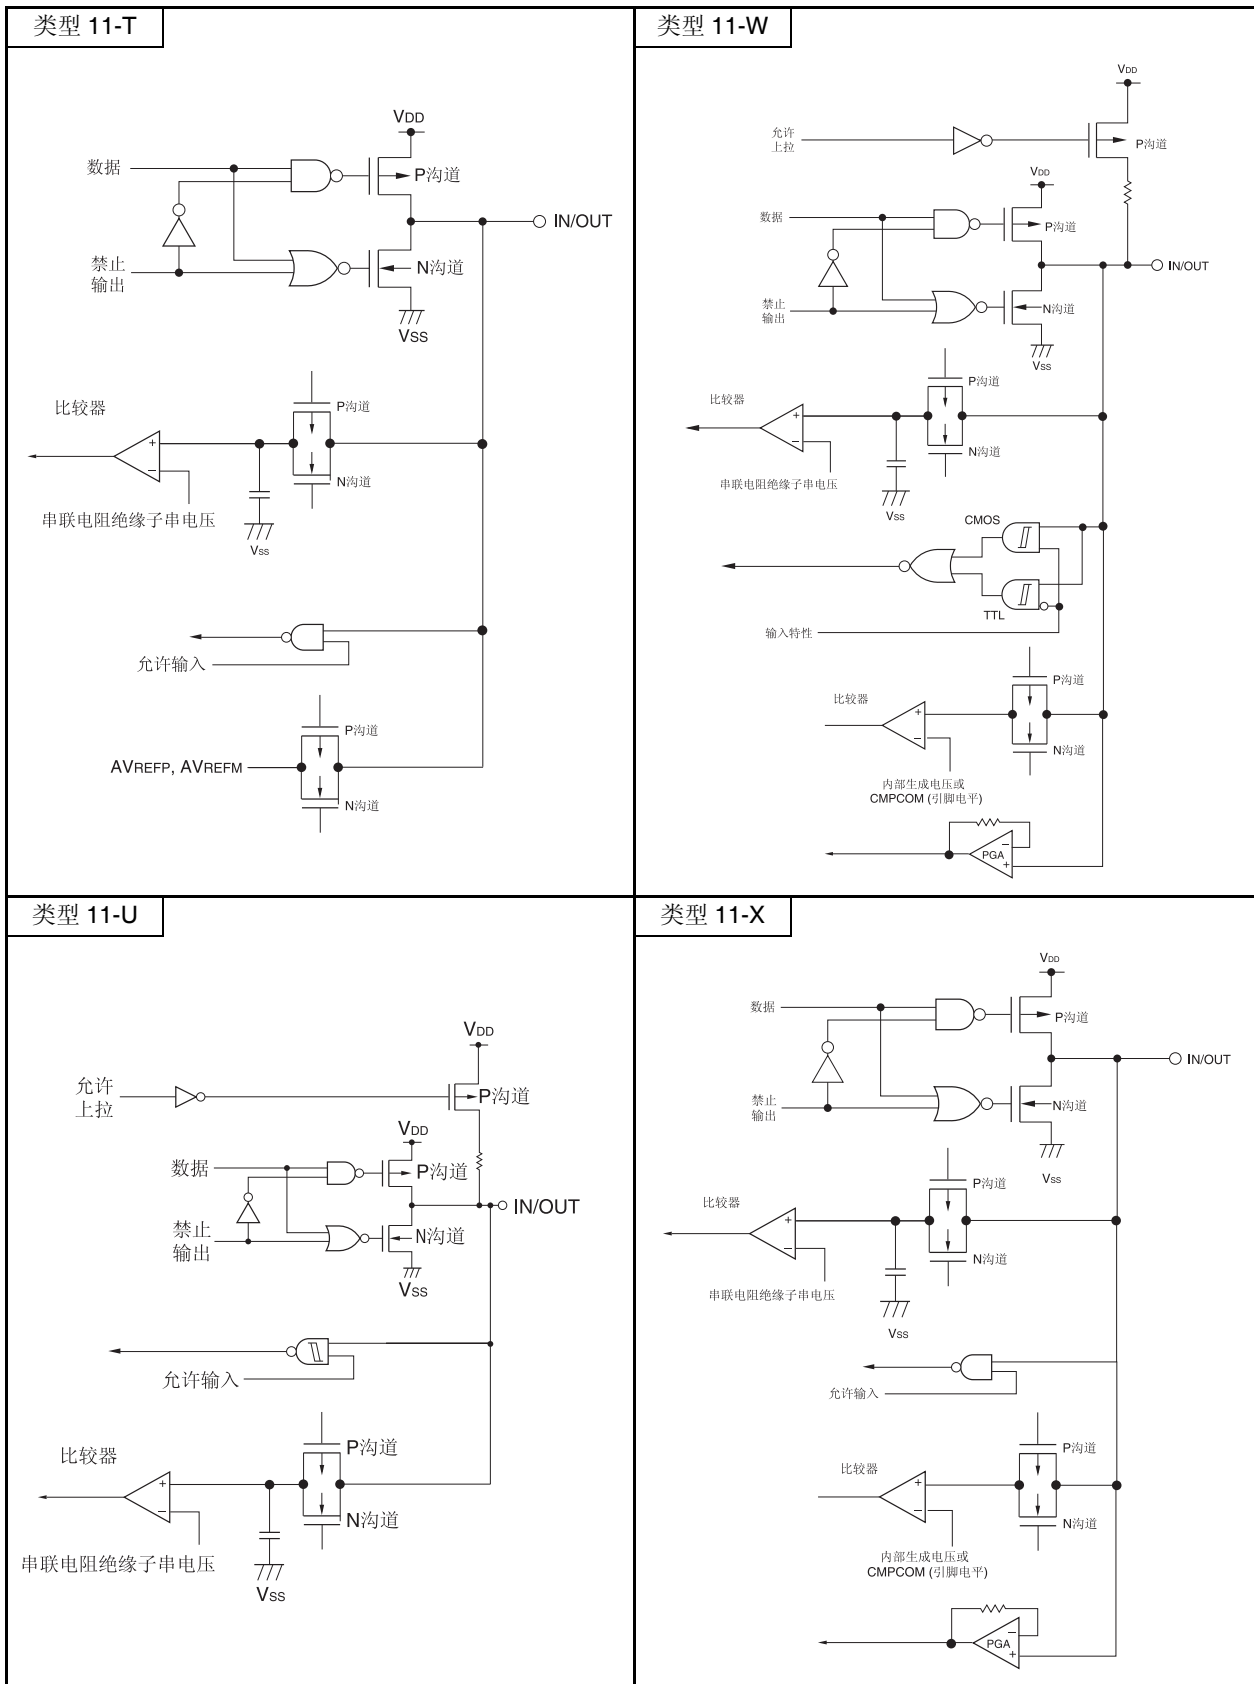 类型 11-T
VDD
数据
P沟道
IN/OUT
禁止
输出
N沟道
VSS
比较器
P沟道
+
−
N沟道
串联电阻绝缘子串电压
VSS
允许输入
P沟道
AVREFP, AVREFM
N沟道
类型 11-W
VDD
允许
上拉
P沟道
VDD
数据
P沟道
IN/OUT
禁止
输出
N沟道
VSS
P沟道
比较器
+
−
N沟道
串联电阻绝缘子串电压
VSS
CMOS
TTL
输入特性
P沟道
比较器
+
−
N沟道
内部生成电压或
CMPCOM (引脚电平)
−
PGA
+
类型 11-U
VDD
允许
上拉
P沟道
VDD
数据
P沟道
IN/OUT
禁止
输出
N沟道
VSS
允许输入
比较器
P沟道
+
−
N沟道
串联电阻绝缘子串电压
VSS
类型 11-X
VDD
数据
P沟道
IN/OUT
禁止
输出
N沟道
VSS
P沟道
比较器
+
−
N沟道
串联电阻绝缘子串电压
VSS
允许输入
P沟道
比较器
+
−
N沟道
内部生成电压或
CMPCOM (引脚电平)
−
PGA
+